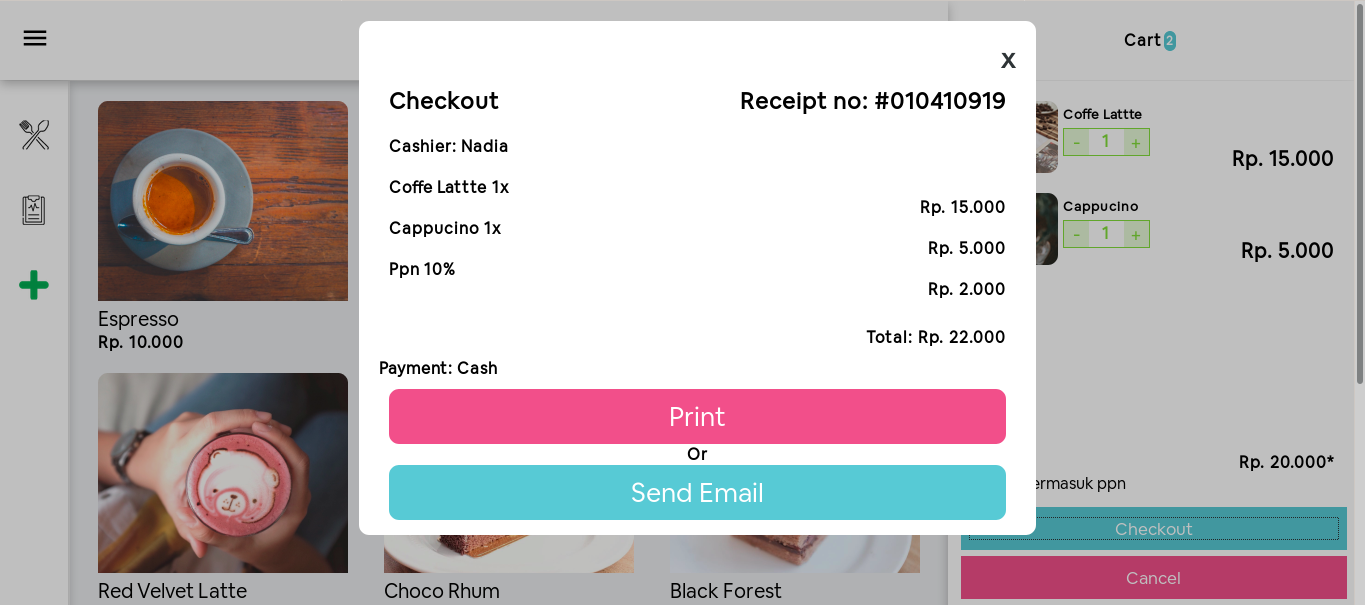 Cart 2
X
Checkout
Receipt no: #010410919
Cashier: Nadia
Coffe Lattte 1x
Rp. 15.000
Cappucino 1x
Rp. 5.000
Ppn 10%
Rp. 2.000
Total: Rp. 22.000
Payment: Cash
Print
Or
Send Email
Espresso
Rp. 10.000
Red Velvet Latte
Choco Rhum
Black Forest
Coffe Lattte
- 1 +
Rp. 15.000
Cappucino
- 1 +
Rp. 5.000
Rp. 20.000*
ermasuk ppn
Checkout
Cancel